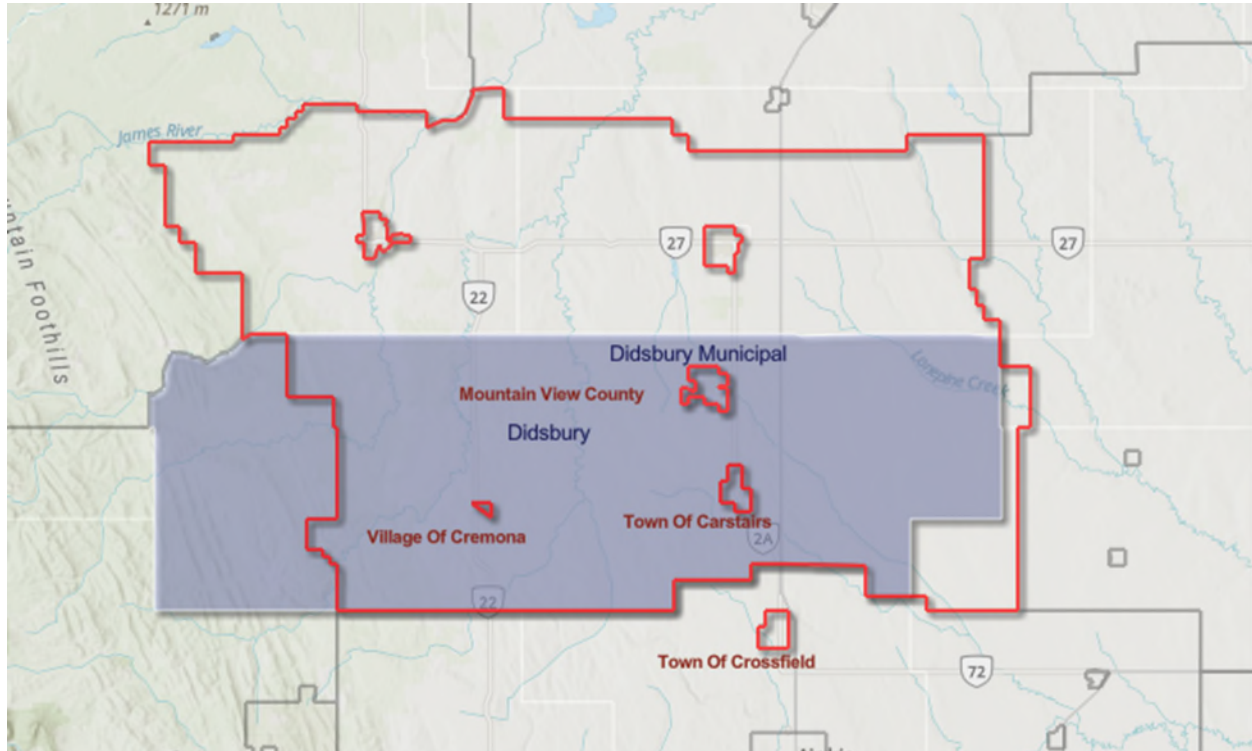 1271 m
James River
27
27
ntain Foothills
22
Didsbury Municipal
Lonepine Creek
Mountain View County
Didsbury
Town Of Carstairs
Village Of Cremona
2A
22
Town Of Crossfield
72